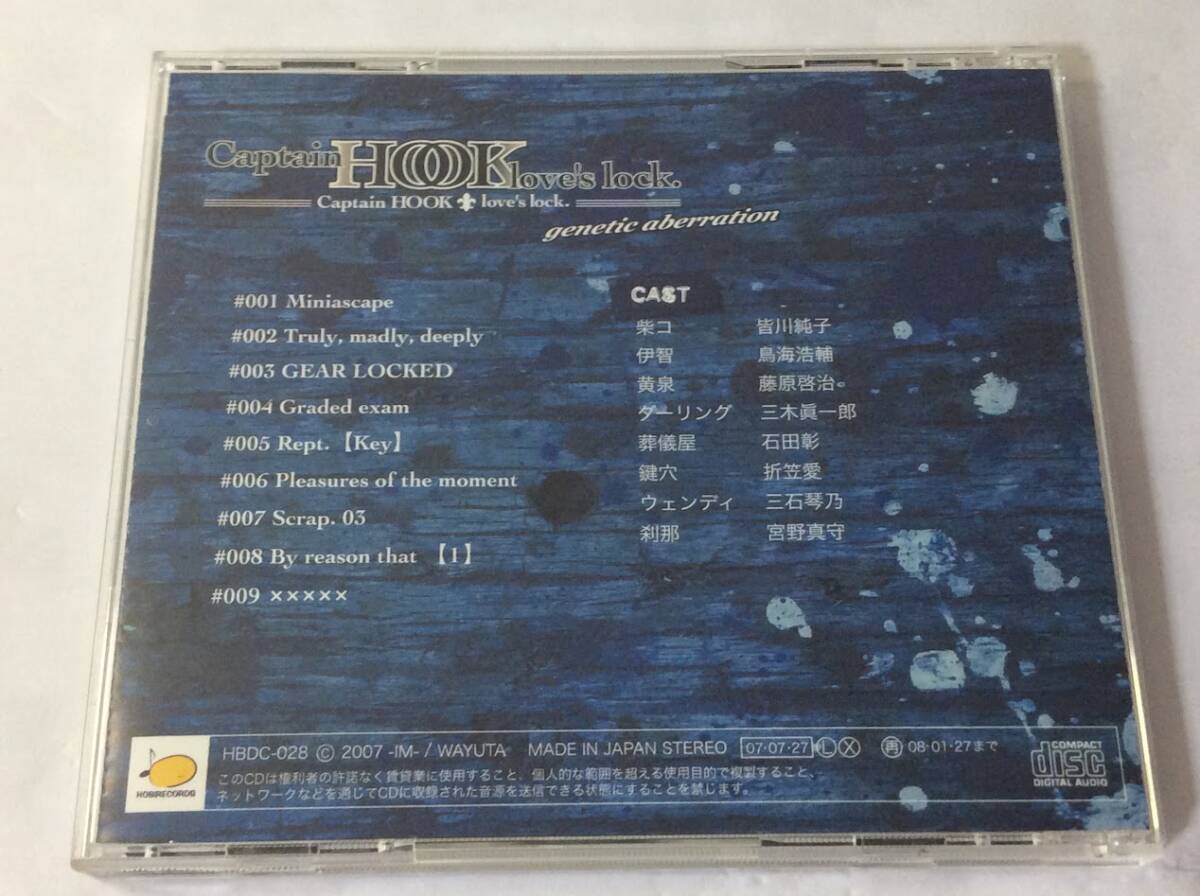 Captain HOOK love's lock.
Captain HOOK ⚜ love's lock.
genetic aberration
#001 Miniascape
#002 Truly, madly, deeply
#003 GEAR LOCKED
#004 Graded exam
#005 Rept.【Key】
#006 Pleasures of the moment
#007 Scrap. 03
#008 By reason that 【1】
#009 ×××××
CAST
柴コ 皆川純子
伊智 鳥海浩輔
黄泉 藤原啓治
ダーリング 三木眞一郎
葬儀屋 石田彰
鍵穴 折笠愛
ウェンディ 三石琴乃
刹那 宮野真守
HOBIRECORDS
HBDC-028 © 2007 -IM- / WAYUTA MADE IN JAPAN STEREO 07・07・27 Ⓛ Ⓧ 再 08・01・27まで
このCDは権利者の許諾なく賃貸業に使用すること、個人的な範囲を超える使用目的で複製すること、
ネットワークなどを通じてCDに収録された音源を送信できる状態にすることを禁じます。
COMPACT
disc
DIGITAL AUDIO